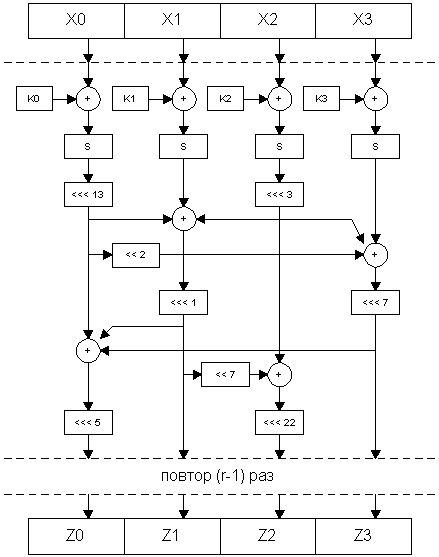 X0 X1 X2 X3
K0 + K1 + K2 + K3 +
S S S S
<<< 13 <<< 3
+
<< 2 +
<<< 1 <<< 7
+
<< 7 +
<<< 5 <<< 22
повтор (r-1) раз
Z0 Z1 Z2 Z3